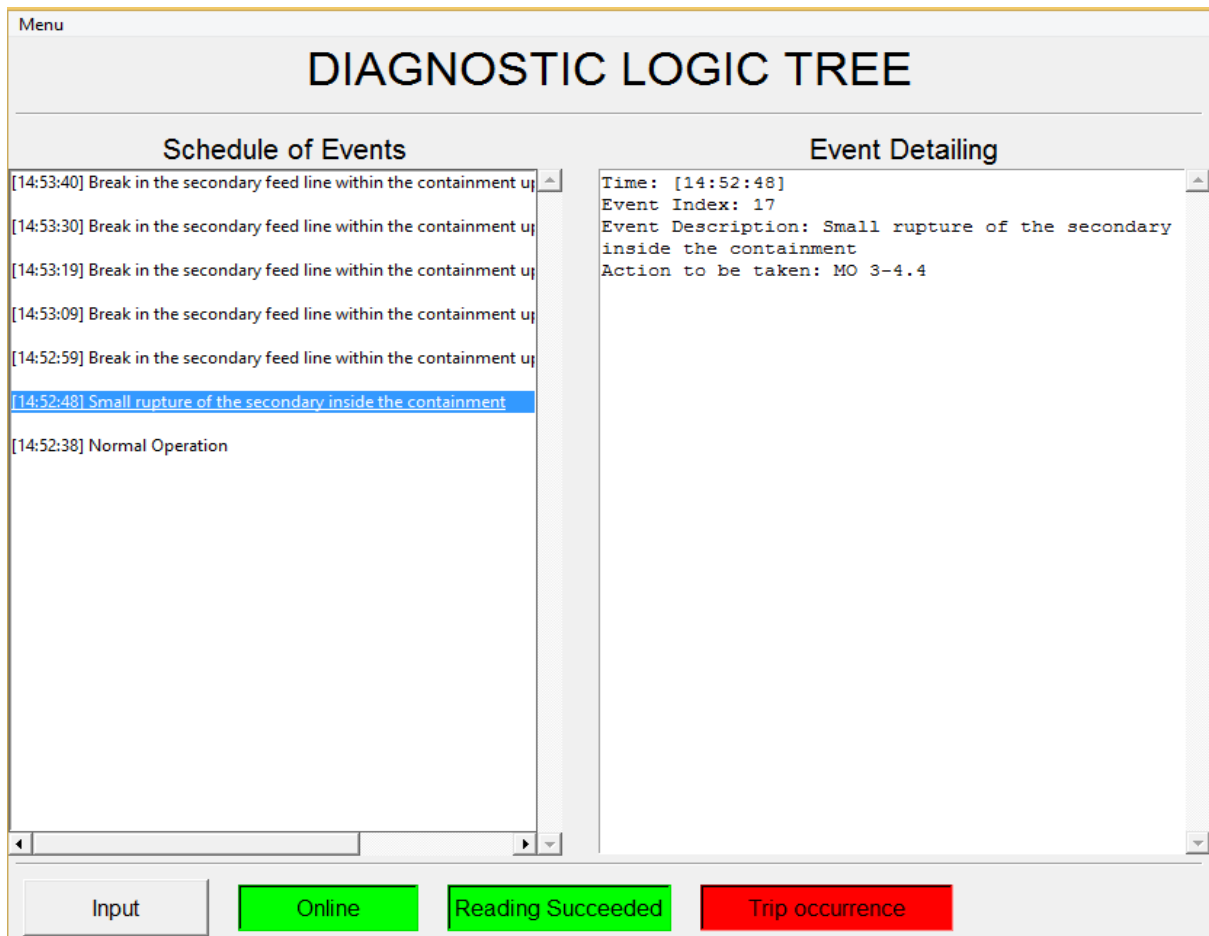 Menu
DIAGNOSTIC LOGIC TREE
Schedule of Events
[14:53:40] Break in the secondary feed line within the containment
[14:53:30] Break in the secondary feed line within the containment
[14:53:19] Break in the secondary feed line within the containment
[14:53:09] Break in the secondary feed line within the containment
[14:52:59] Break in the secondary feed line within the containment
[14:52:48] Small rupture of the secondary inside the containment
[14:52:38] Normal Operation
Event Detailing
Time: [14:52:48]
Event Index: 17
Event Description: Small rupture of the secondary
inside the containment
Action to be taken: MO 3-4.4
Input
Online
Reading Succeeded
Trip occurrence